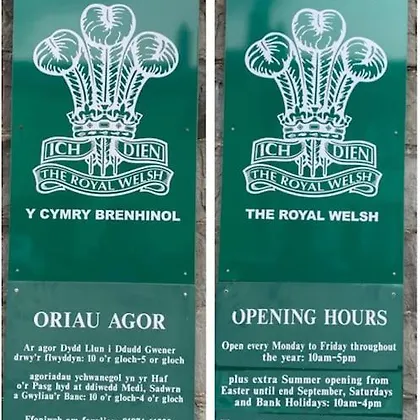 ICH DIEN
THE ROYAL WELSH
Y CYMRY BRENHINOL
ORIAU AGOR
Ar agor Dydd Llun i Ddudd Gwener
drwy'r flwyddyn: 10 o'r gloch-5 or gloch
agoriadau ychwanegol yn yr Haf
o'r Pasg hyd at ddiwedd Medi, Sadwrn
a Gwyliau'r Banc: 10 o'r gloch-4 o'r gloch
ICH DIEN
THE ROYAL WELSH
THE ROYAL WELSH
OPENING HOURS
Open every Monday to Friday throughout
the year: 10am-5pm
plus extra Summer opening from
Easter until end September, Saturdays
and Bank Holidays: 10am-4pm